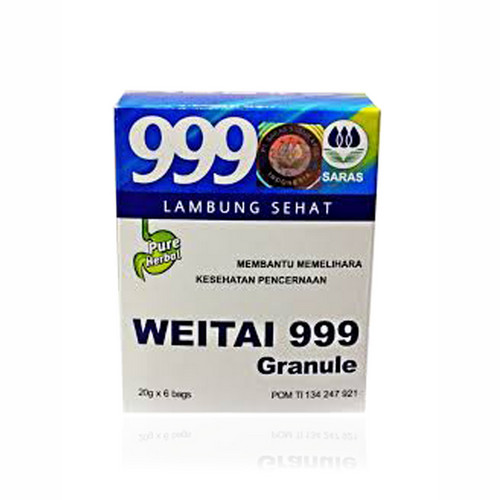 999
SARAS
INDONESIA
LAMBUNG SEHAT
Pure
Herbal
MEMBANTU MEMELIHARA
KESEHATAN PENCERNAAN
WEITAI 999
Granule
20g x 6 bags
POM TI 134 247 921